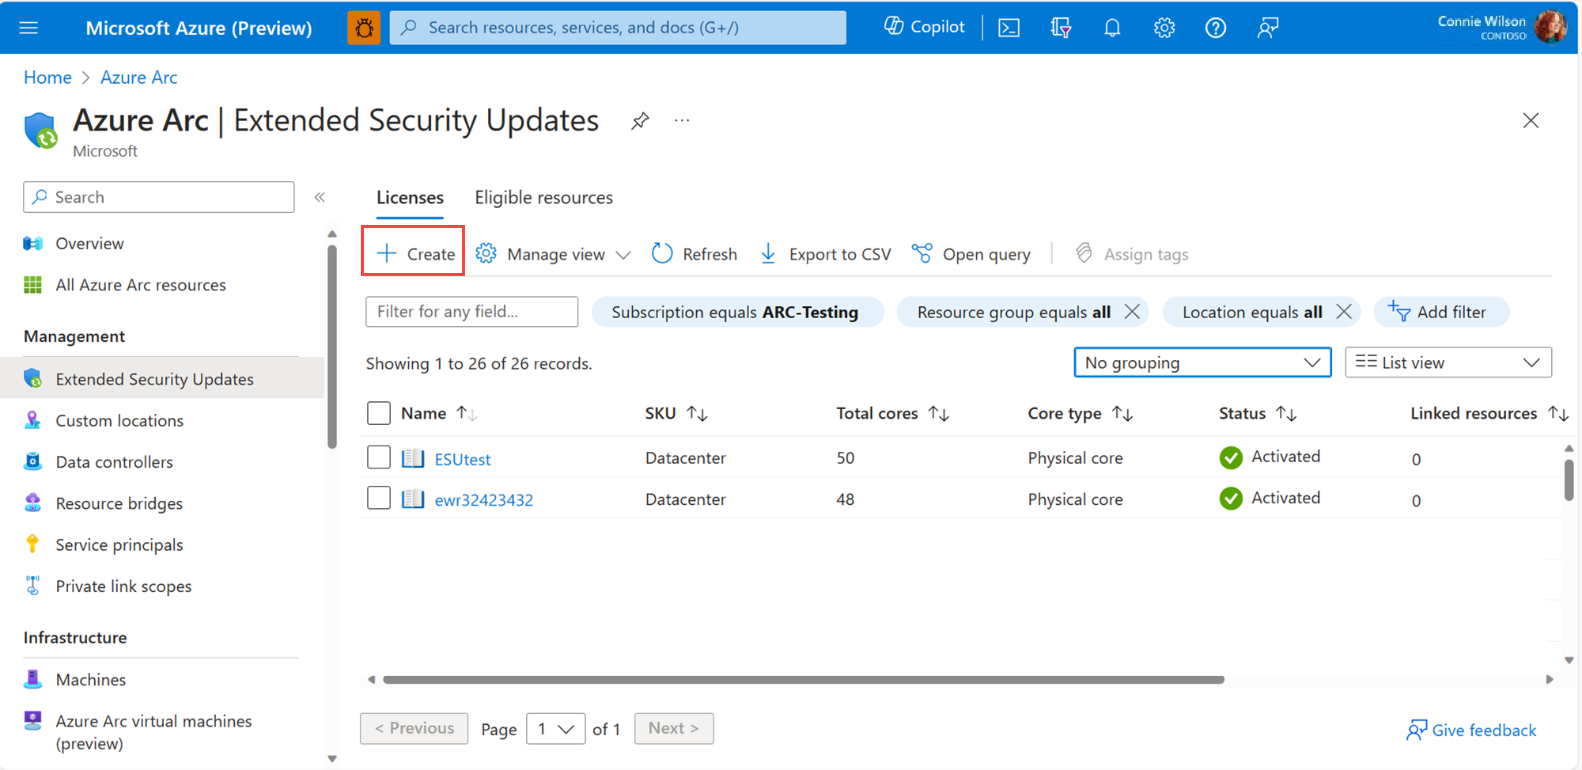 Microsoft Azure (Preview)
Search resources, services, and docs (G+/)
Copilot
Connie Wilson
CONTOSO
Home > Azure Arc
Azure Arc | Extended Security Updates
...
Microsoft
Search
«
Overview
All Azure Arc resources
Management
Extended Security Updates
Custom locations
Data controllers
Resource bridges
Service principals
Private link scopes
Infrastructure
Machines
Azure Arc virtual machines
(preview)
Licenses Eligible resources
Create Manage view Refresh Export to CSV Open query Assign tags
Filter for any field... Subscription equals ARC-Testing Resource group equals all Location equals all Add filter
Showing 1 to 26 of 26 records. No grouping List view
Name SKU Total cores Core type Status Linked resources
ESUtest Datacenter 50 Physical core Activated 0
ewr32423432 Datacenter 48 Physical core Activated 0
< Previous Page 1 of 1 Next >
Give feedback